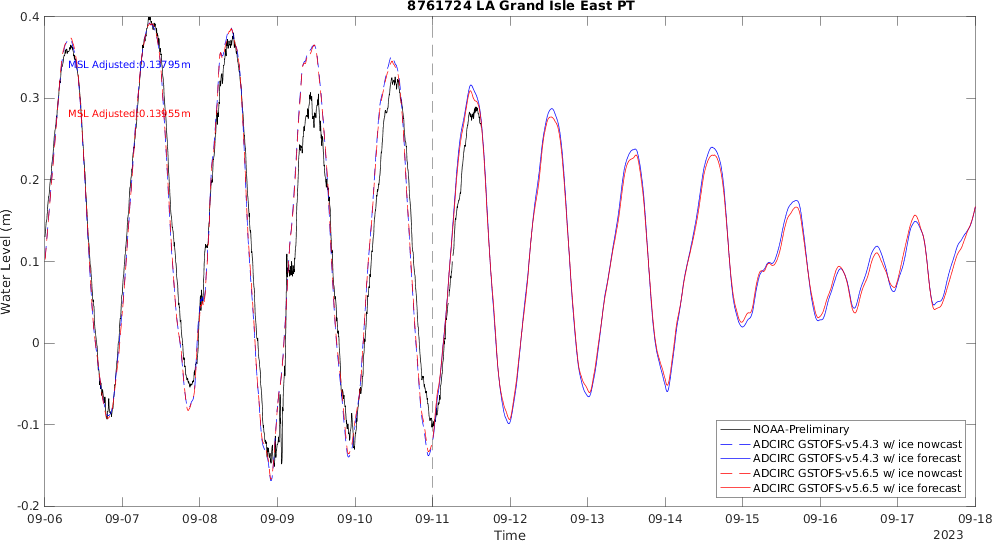 8761724 LA Grand Isle East PT
0.4
0.3
0.2
0.1
0
-0.1
-0.2
Water Level (m)
MSL Adjusted:0.13795m
MSL Adjusted:0.13955m
NOAA-Preliminary
ADCIRC GSTOFS-v5.4.3 w/ ice nowcast
ADCIRC GSTOFS-v5.4.3 w/ ice forecast
ADCIRC GSTOFS-v5.6.5 w/ ice nowcast
ADCIRC GSTOFS-v5.6.5 w/ ice forecast
09-06 09-07 09-08 09-09 09-10 09-11 09-12 09-13 09-14 09-15 09-16 09-17 09-18
Time
2023